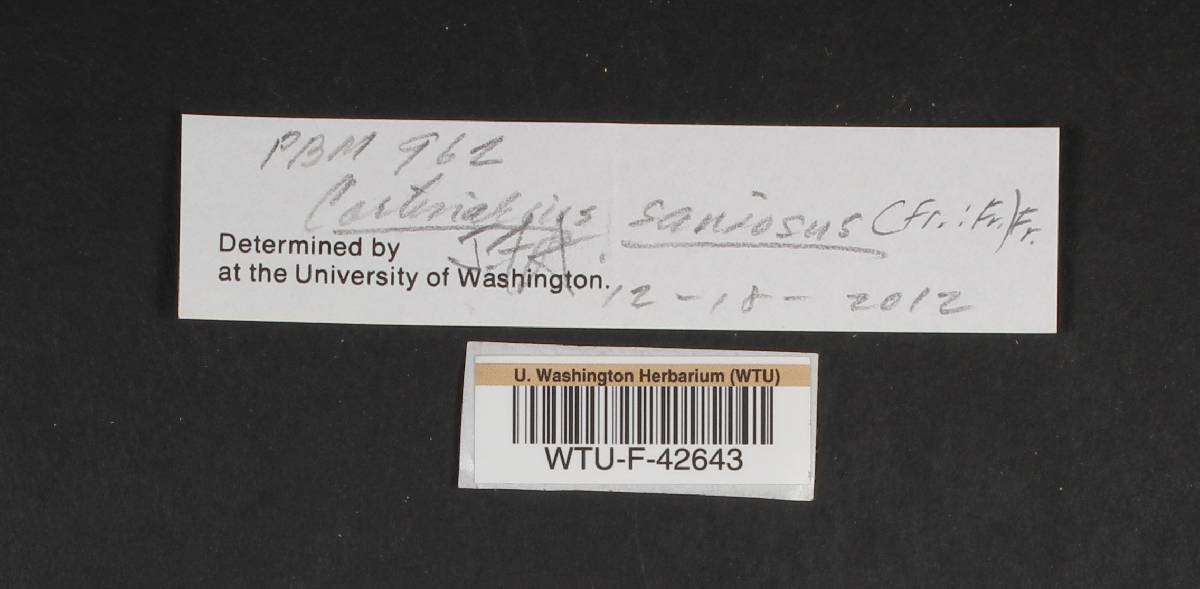 PBM 962
Cortinarius saniosus (Fr. : Fr.) Fr.
Determined by
at the University of Washington.
12-18-2012
U. Washington Herbarium (WTU)
WTU-F-42643